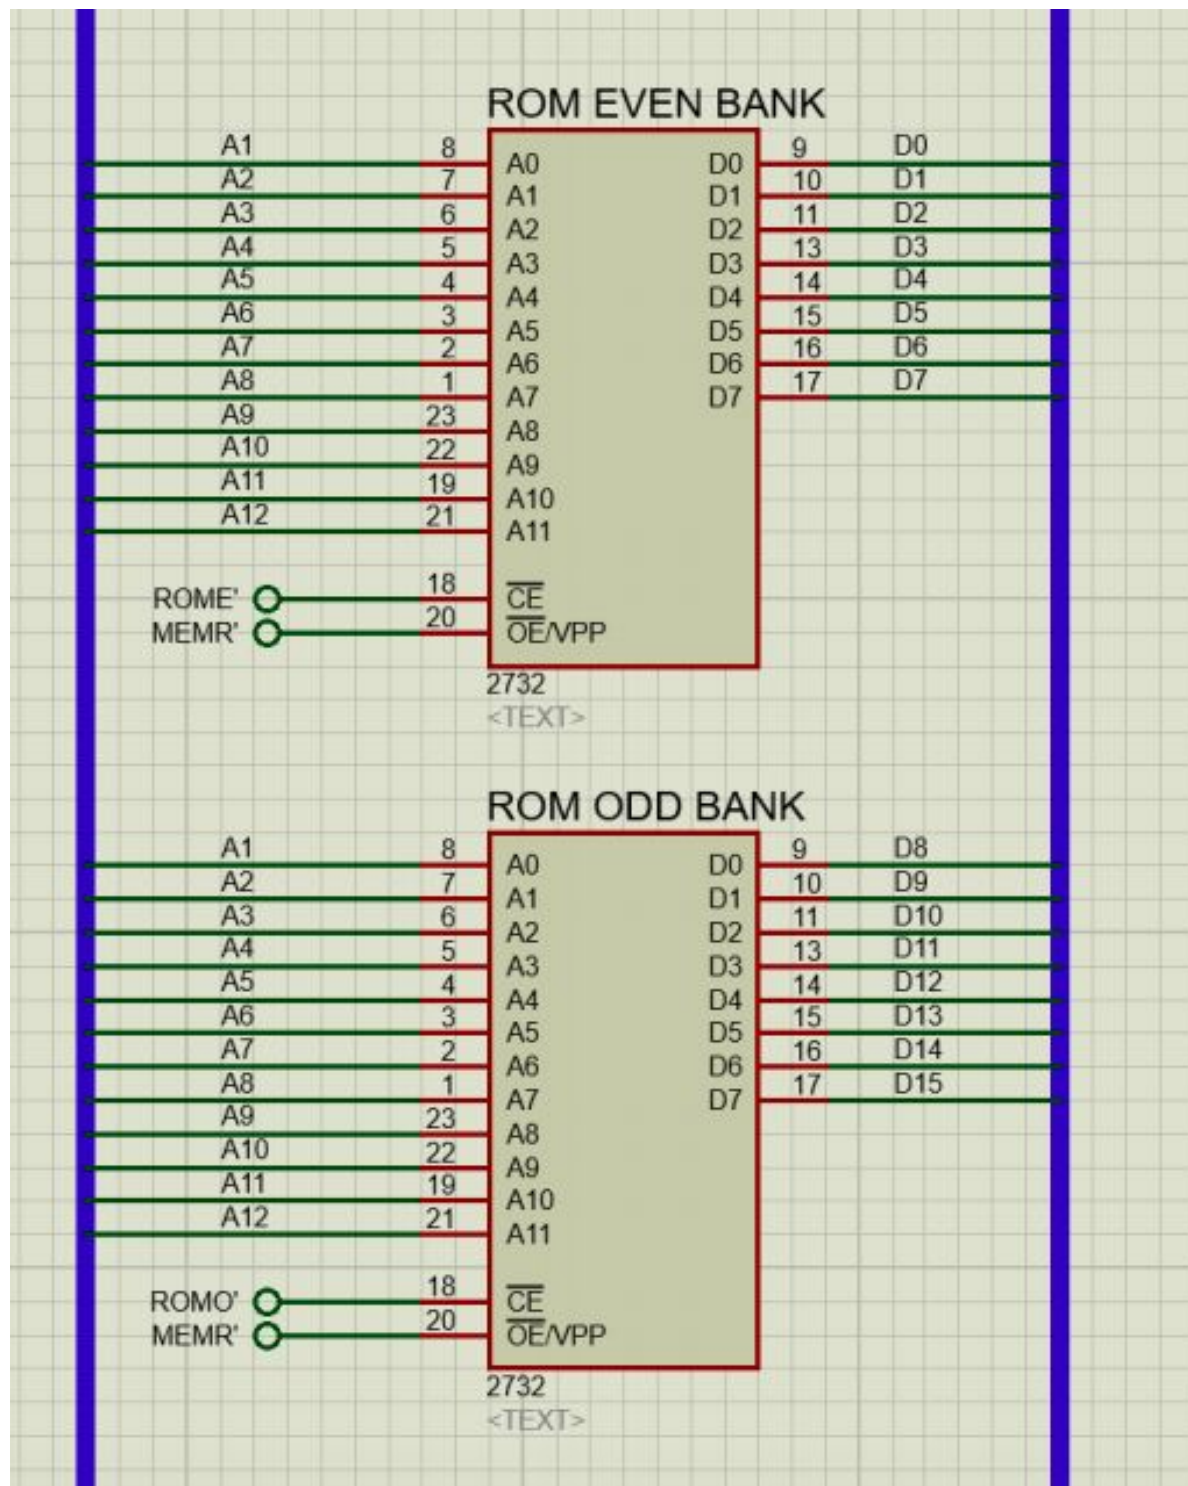 ROM EVEN BANK
A1 8 A0 D0 9 D0
A2 7 A1 D1 10 D1
A3 6 A2 D2 11 D2
A4 5 A3 D3 13 D3
A5 4 A4 D4 14 D4
A6 3 A5 D5 15 D5
A7 2 A6 D6 16 D6
A8 1 A7 D7 17 D7
A9 23 A8
A10 22 A9
A11 19 A10
A12 21 A11
ROME' 18 CE
MEMR' 20 OE/VPP
2732
<TEXT>
ROM ODD BANK
A1 8 A0 D0 9 D8
A2 7 A1 D1 10 D9
A3 6 A2 D2 11 D10
A4 5 A3 D3 13 D11
A5 4 A4 D4 14 D12
A6 3 A5 D5 15 D13
A7 2 A6 D6 16 D14
A8 1 A7 D7 17 D15
A9 23 A8
A10 22 A9
A11 19 A10
A12 21 A11
ROMO' 18 CE
MEMR' 20 OE/VPP
2732
<TEXT>